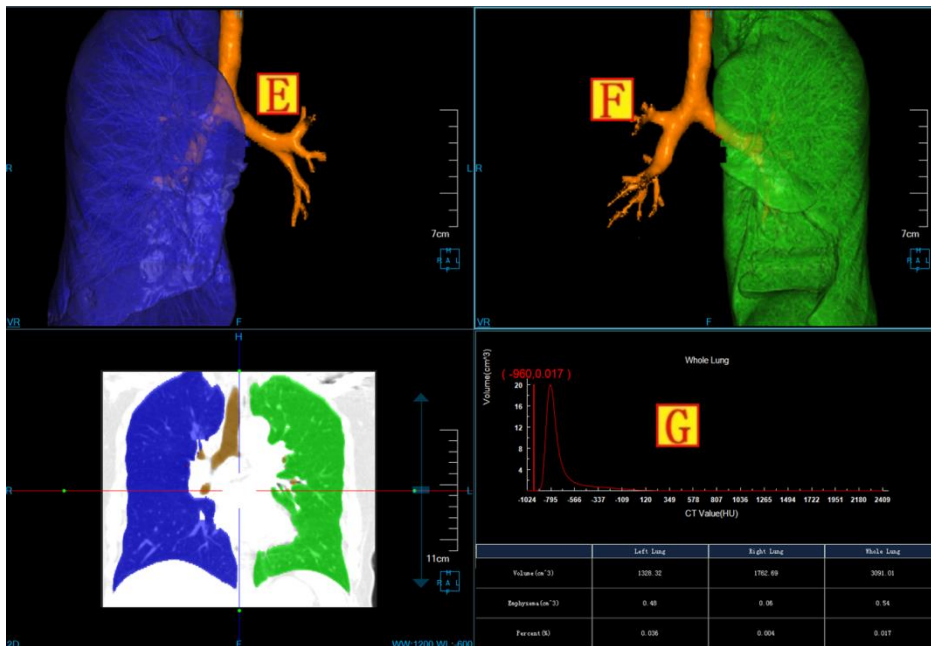 H
H
E
F
R
L
R
L
7cm
7cm
H
R A L
F
H
R A L
F
VR
F
VR
F
H
Whole Lung
( -960,0.017 )
Volume(cm^3)
20
16
12
8
4
G
-1024 -795 -566 -337 -109 120 349 578 807 1036 1265 1494 1722 1951 2180 2409
CT Value(HU)
R
L
11cm
H
R A L
F
Left Lung Right Lung Whole Lung
Volume(cm^3) 1328.32 1762.69 3091.01
Emphysema(cm^3) 0.48 0.06 0.54
Percent(%) 0.036 0.004 0.017
2D
F
WW:1200 WL:-600